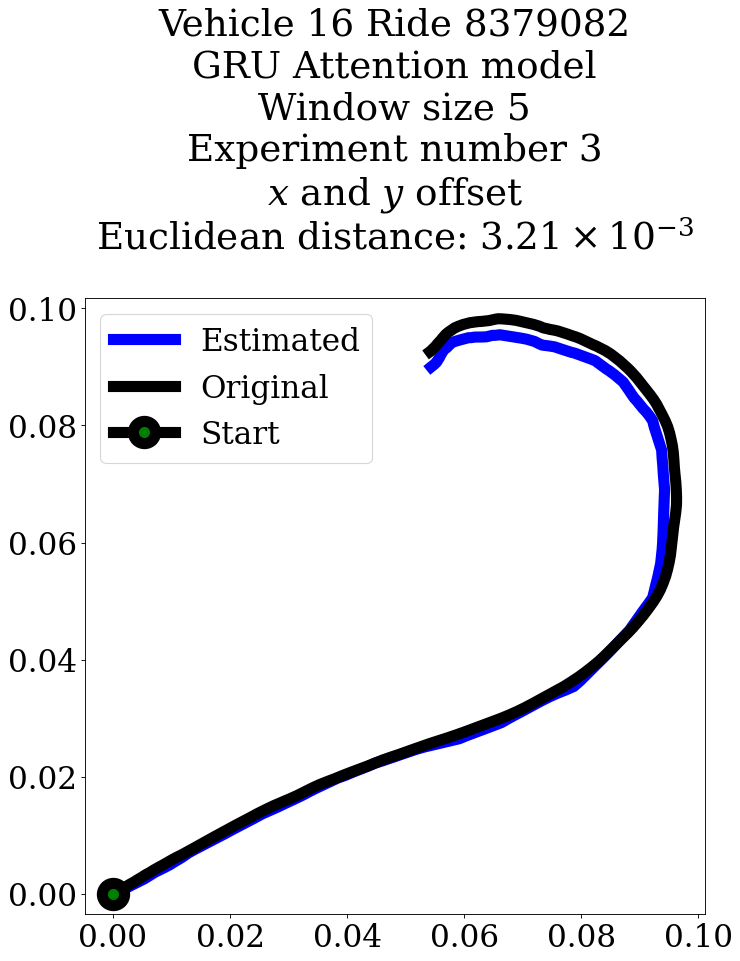 Vehicle 16 Ride 8379082
GRU Attention model
Window size 5
Experiment number 3
x and y offset
Euclidean distance: 3.21 × 10⁻³
0.10
0.08
0.06
0.04
0.02
0.00
Estimated
Original
Start
0.00 0.02 0.04 0.06 0.08 0.10